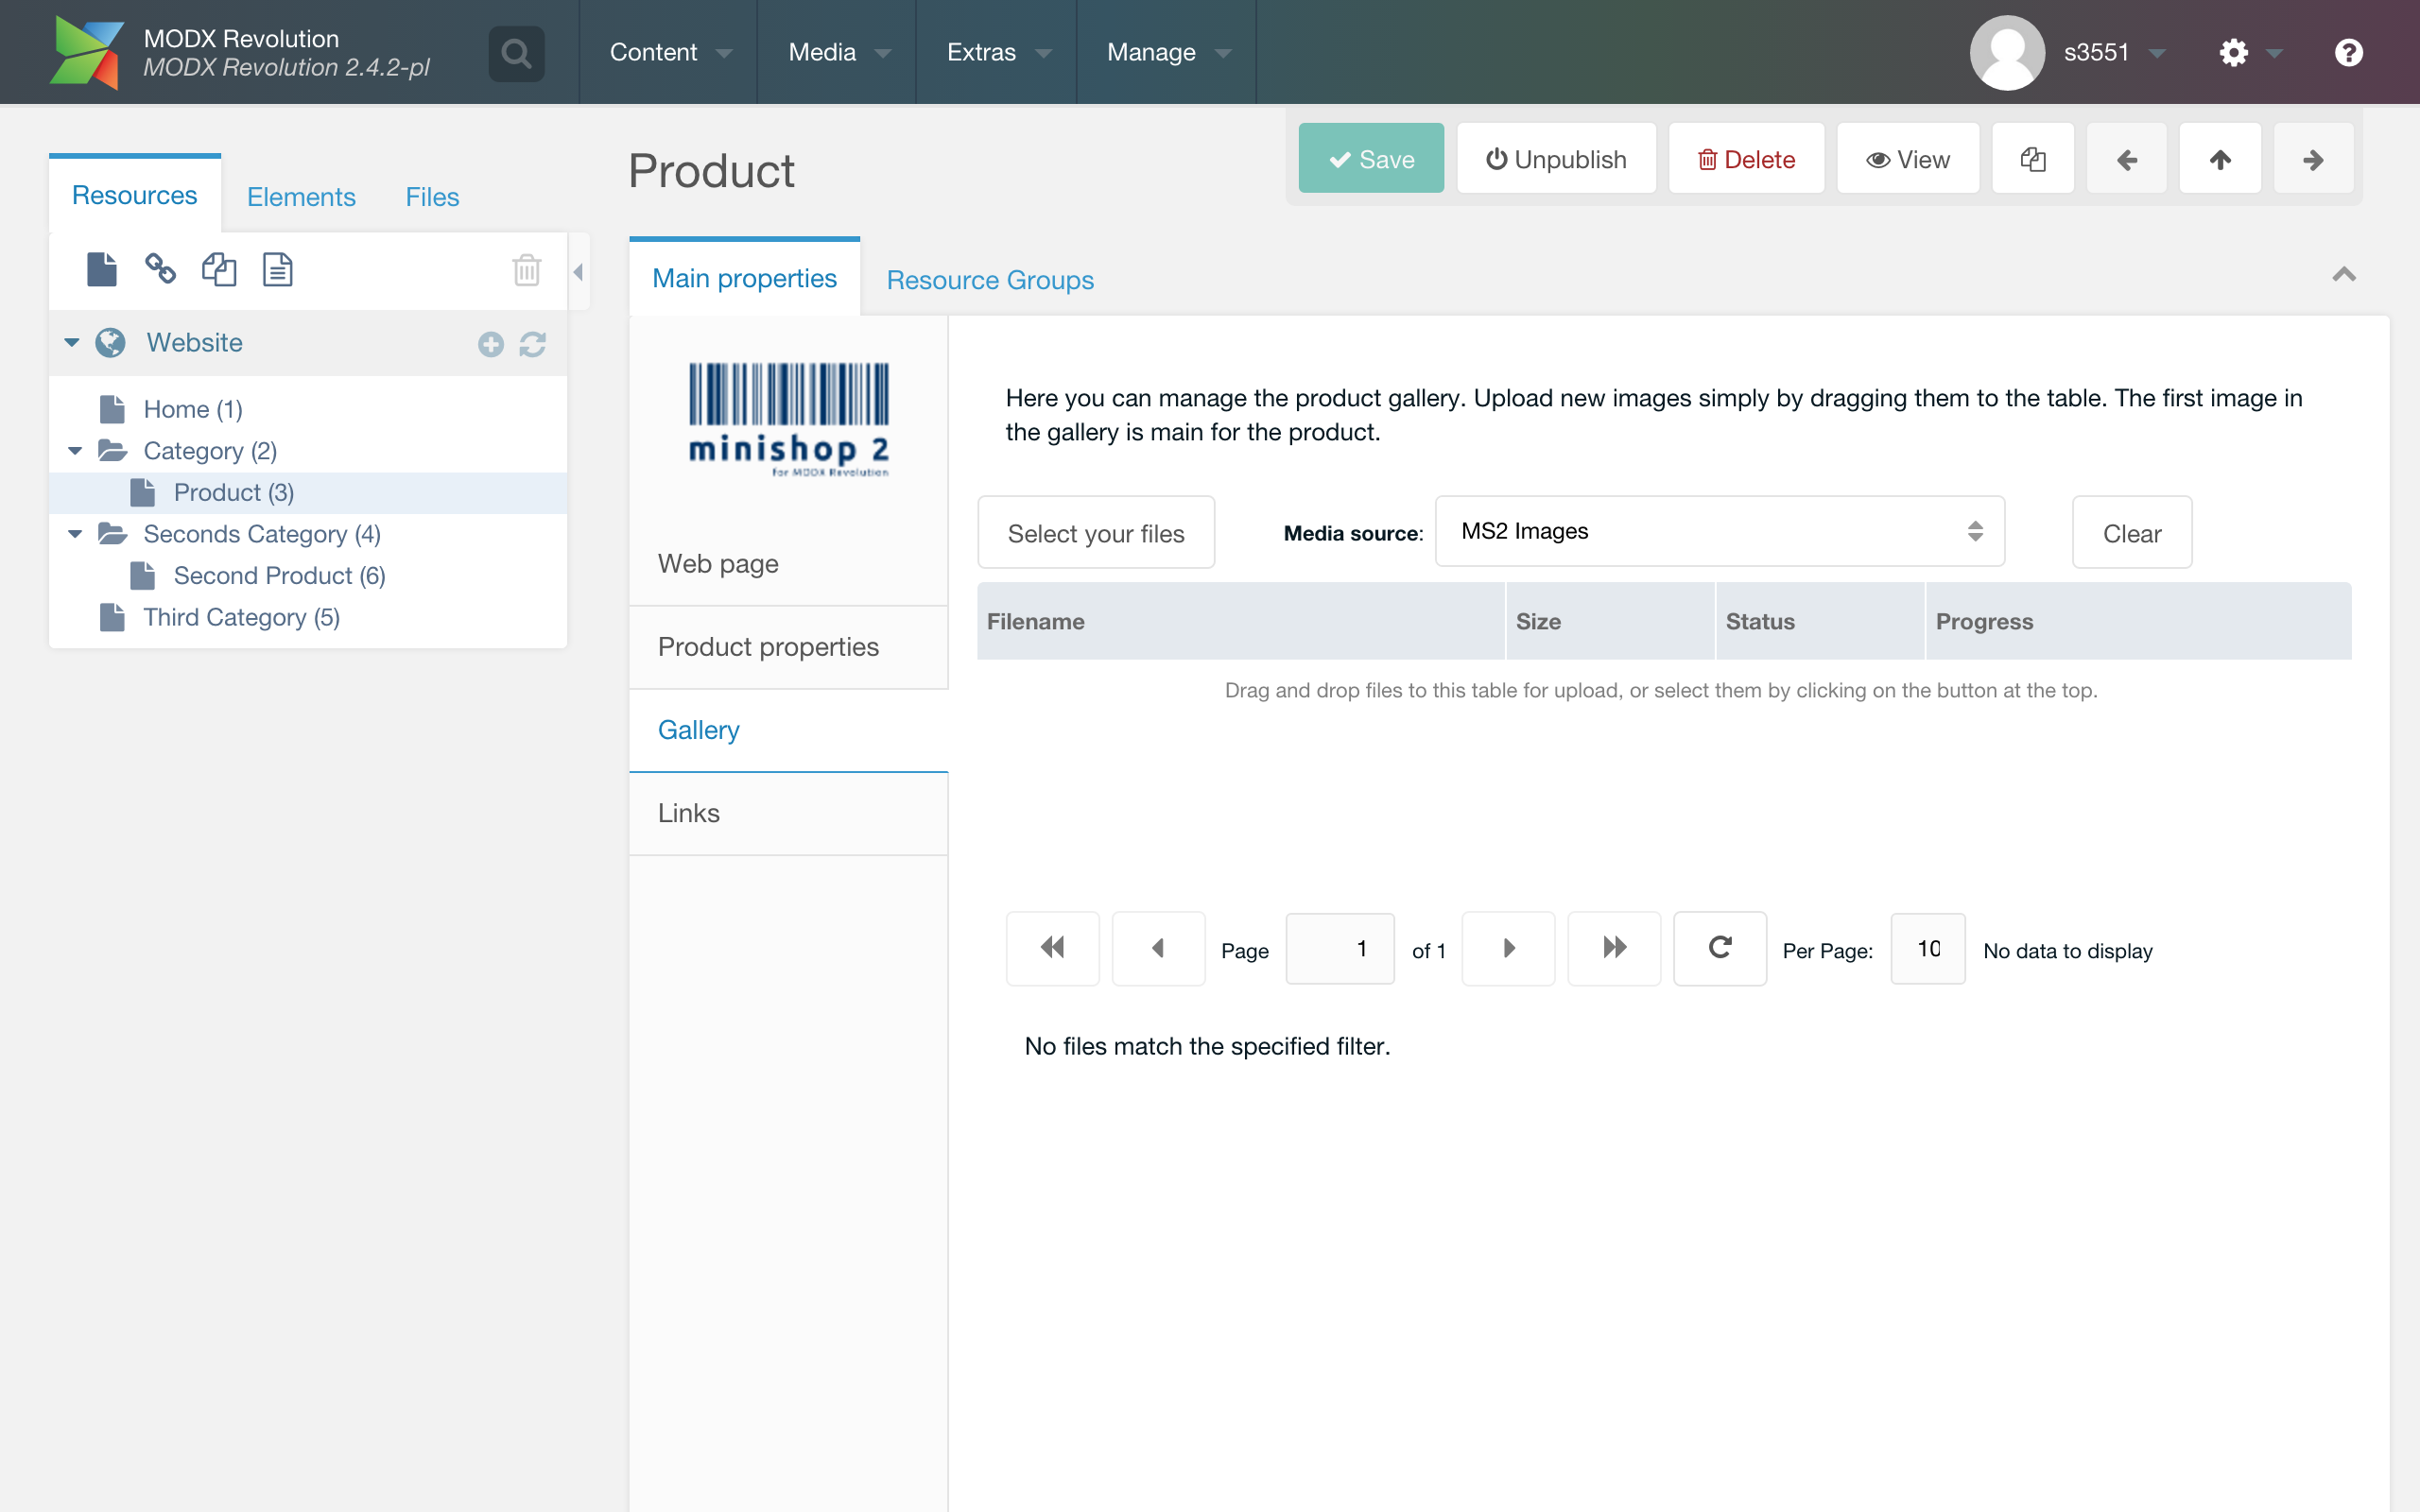 MODX Revolution
MODX Revolution 2.4.2-pl
Content
Media
Extras
Manage
s3551
Resources
Elements
Files
Website
Home (1)
Category (2)
Product (3)
Seconds Category (4)
Second Product (6)
Third Category (5)
Product
Save
Unpublish
Delete
View
Main properties
Resource Groups
minishop 2
for MODX Revolution
Web page
Product properties
Gallery
Links
Here you can manage the product gallery. Upload new images simply by dragging them to the table. The first image in
the gallery is main for the product.
Select your files
Media source:
MS2 Images
Clear
Filename
Size
Status
Progress
Drag and drop files to this table for upload, or select them by clicking on the button at the top.
Page
1
of 1
Per Page:
10
No data to display
No files match the specified filter.